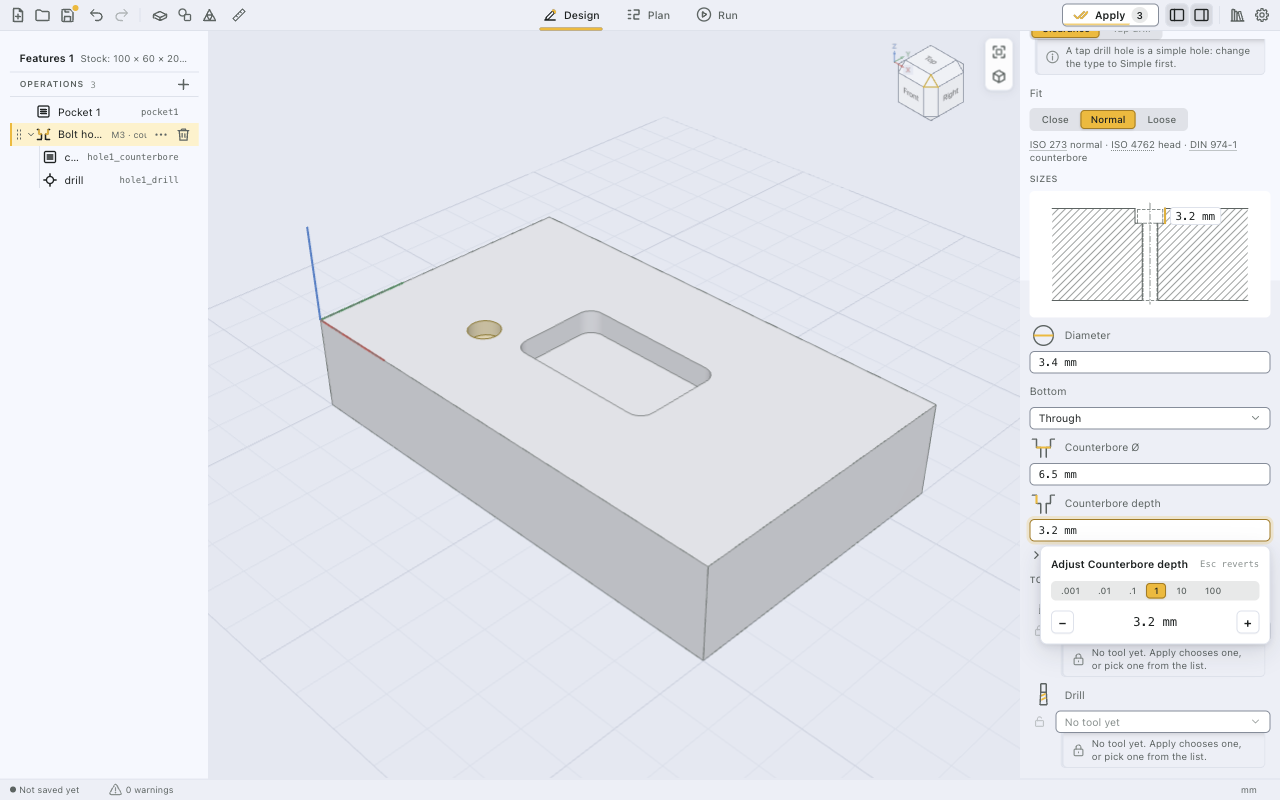 Design
Plan
Run
Apply 3
Features 1 Stock: 100 × 60 × 20...
OPERATIONS 3
Pocket 1 pocket1
Bolt ho... M3 · cou
c... hole1_counterbore
drill hole1_drill
Z
Top
Front
Right
A tap drill hole is a simple hole: change
the type to Simple first.
Fit
Close Normal Loose
ISO 273 normal · ISO 4762 head · DIN 974-1
counterbore
SIZES
3.2 mm
Diameter
3.4 mm
Bottom
Through
Counterbore Ø
6.5 mm
Counterbore depth
3.2 mm
Adjust Counterbore depth Esc reverts
.001 .01 .1 1 10 100
− 3.2 mm +
No tool yet. Apply chooses one,
or pick one from the list.
Drill
No tool yet
No tool yet. Apply chooses one,
or pick one from the list.
Not saved yet 0 warnings mm